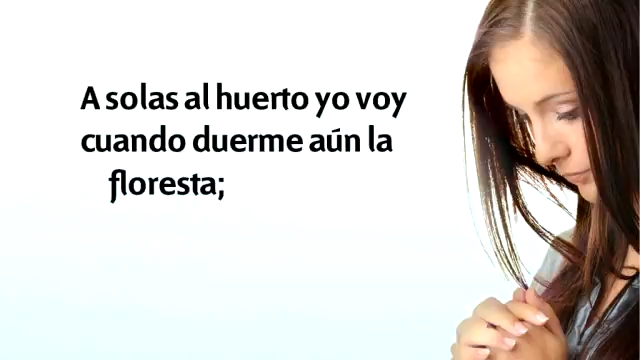 A solas al huerto yo voy
cuando duerme aún la
floresta;